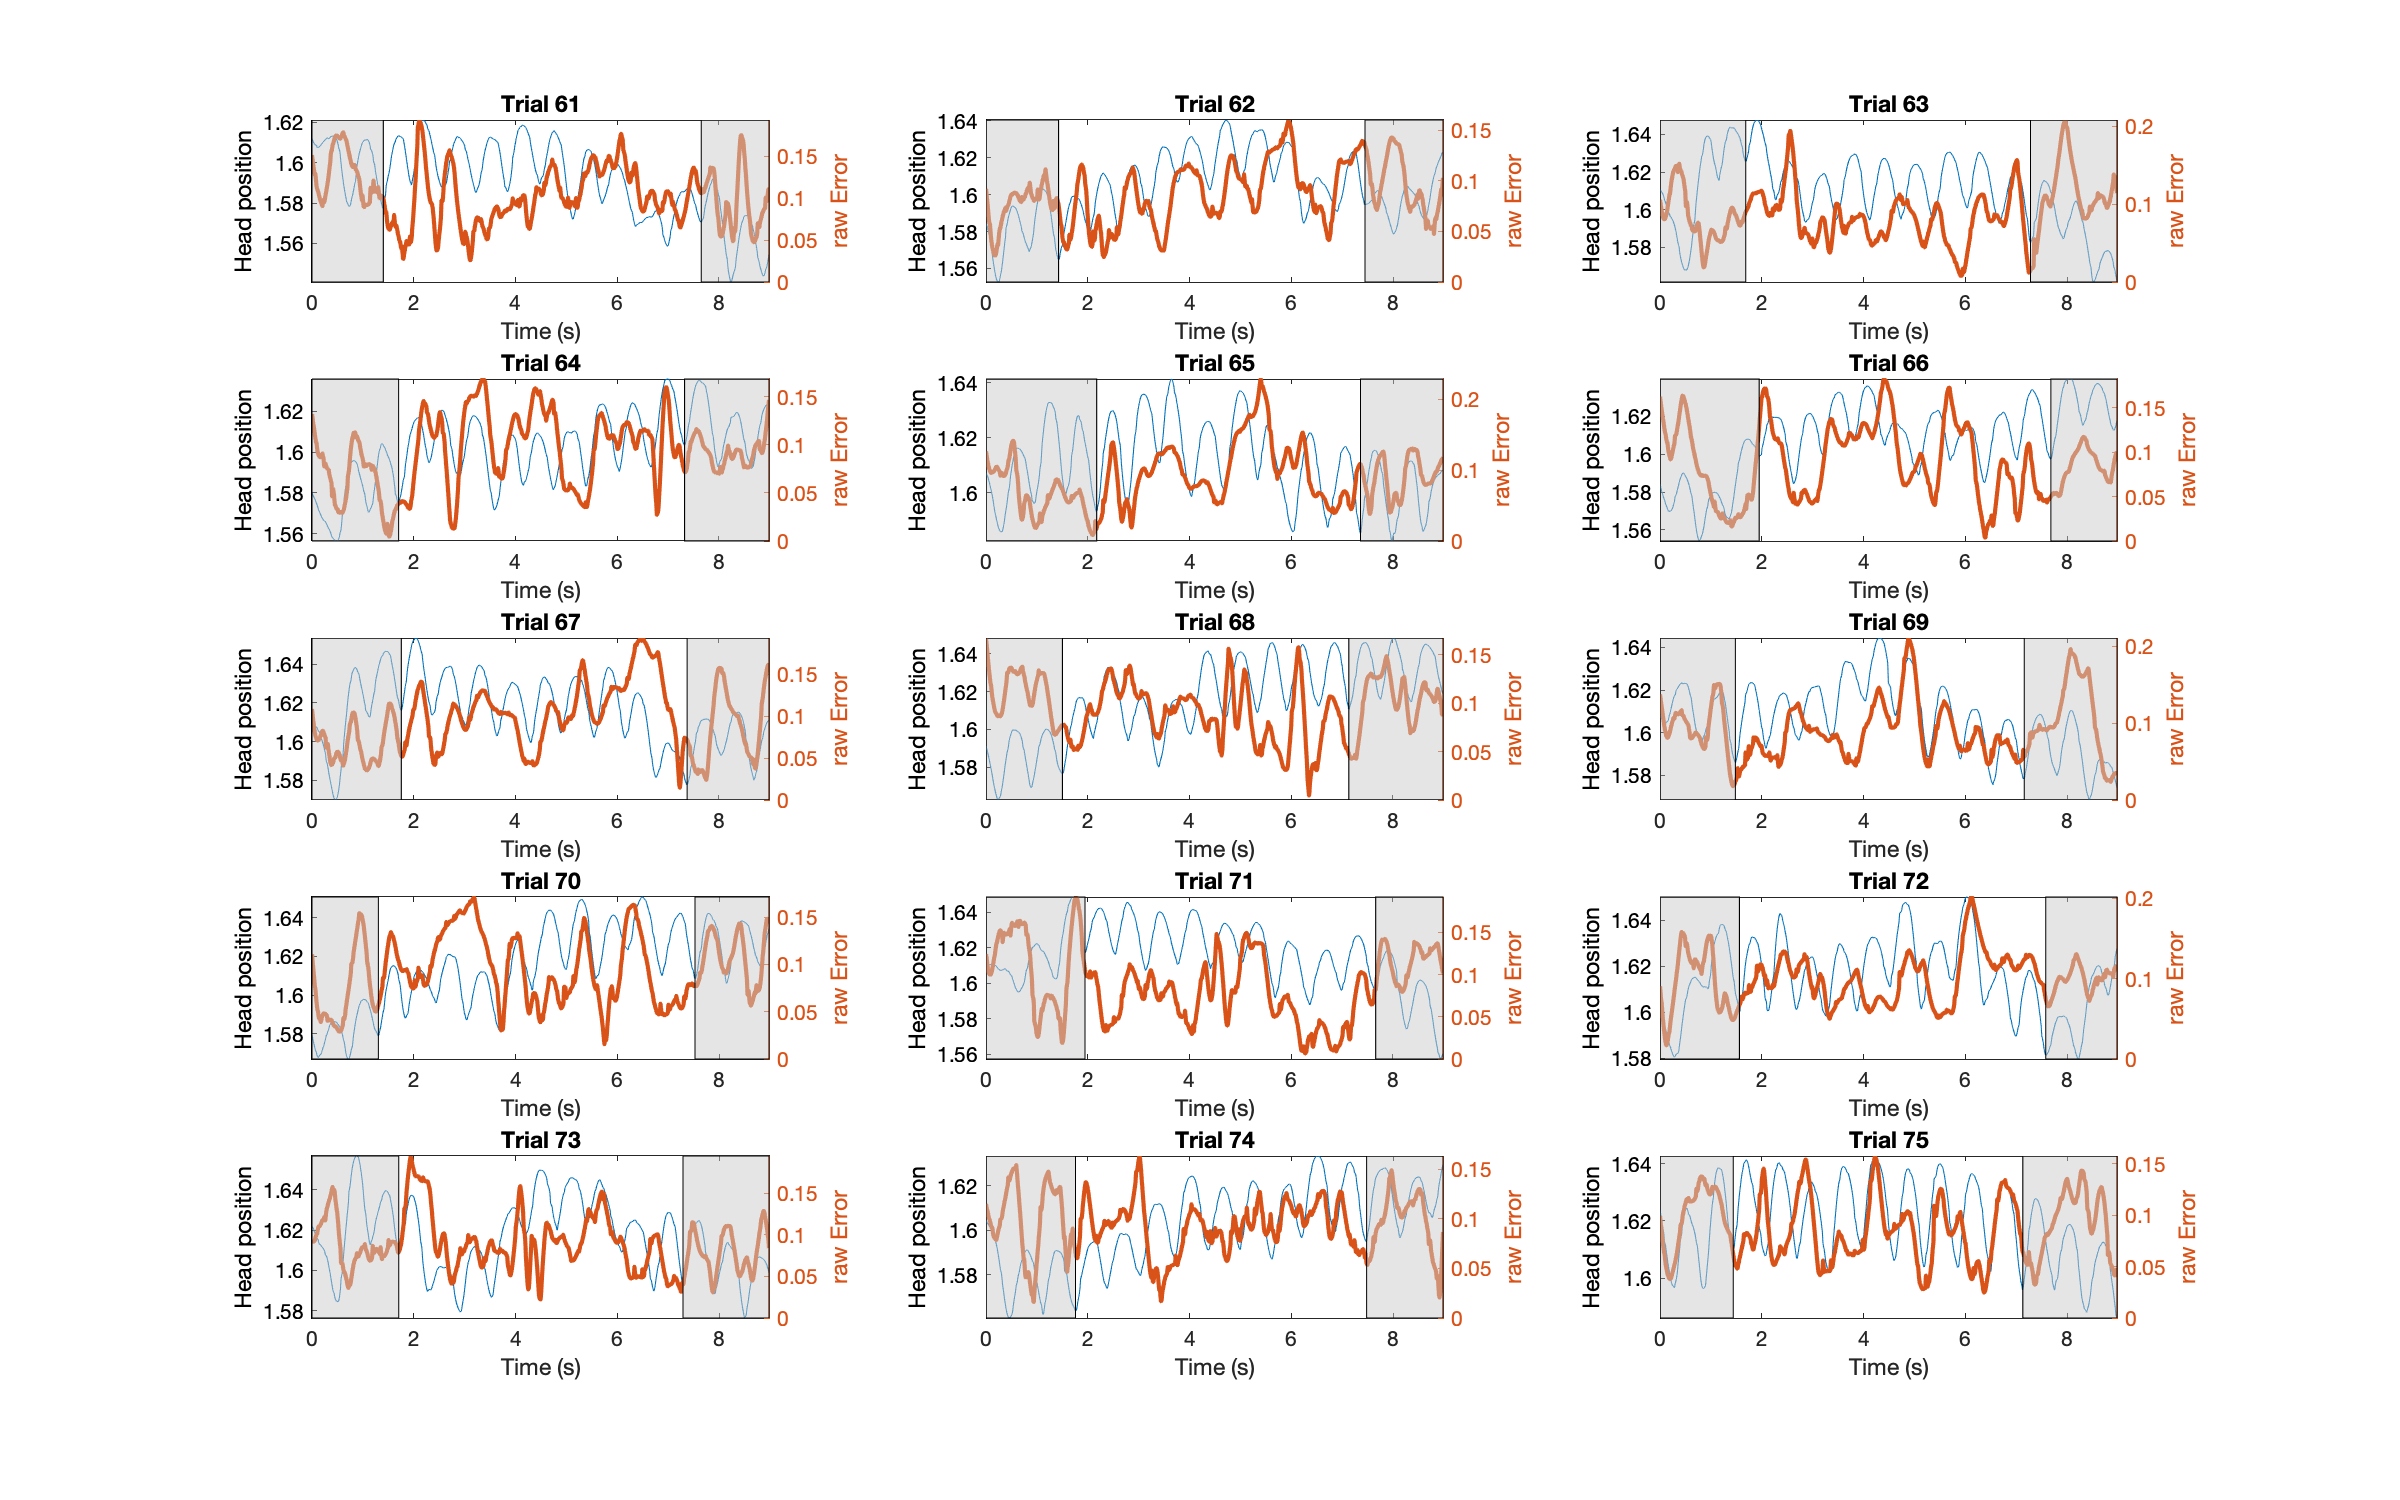 Trial 61
Trial 62
Trial 63
Head position
1.62
1.6
1.58
1.56
0.15
0.1
0.05
0
raw Error
0 2 4 6 8
Time (s)
Head position
1.64
1.62
1.6
1.58
1.56
0.15
0.1
0.05
0
raw Error
0 2 4 6 8
Time (s)
Head position
1.64
1.62
1.6
1.58
0.2
0.1
0
raw Error
0 2 4 6 8
Time (s)
Trial 64
Trial 65
Trial 66
Head position
1.62
1.6
1.58
1.56
0.15
0.1
0.05
0
raw Error
0 2 4 6 8
Time (s)
Head position
1.64
1.62
1.6
0.2
0.1
0
raw Error
0 2 4 6 8
Time (s)
Head position
1.62
1.6
1.58
1.56
0.15
0.1
0.05
0
raw Error
0 2 4 6 8
Time (s)
Trial 67
Trial 68
Trial 69
Head position
1.64
1.62
1.6
1.58
0.15
0.1
0.05
0
raw Error
0 2 4 6 8
Time (s)
Head position
1.64
1.62
1.6
1.58
0.15
0.1
0.05
0
raw Error
0 2 4 6 8
Time (s)
Head position
1.64
1.62
1.6
1.58
0.2
0.1
0
raw Error
0 2 4 6 8
Time (s)
Trial 70
Trial 71
Trial 72
Head position
1.64
1.62
1.6
1.58
0.15
0.1
0.05
0
raw Error
0 2 4 6 8
Time (s)
Head position
1.64
1.62
1.6
1.58
1.56
0.15
0.1
0.05
0
raw Error
0 2 4 6 8
Time (s)
Head position
1.64
1.62
1.6
1.58
0.2
0.1
0
raw Error
0 2 4 6 8
Time (s)
Trial 73
Trial 74
Trial 75
Head position
1.64
1.62
1.6
1.58
0.15
0.1
0.05
0
raw Error
0 2 4 6 8
Time (s)
Head position
1.62
1.6
1.58
0.15
0.1
0.05
0
raw Error
0 2 4 6 8
Time (s)
Head position
1.64
1.62
1.6
0.15
0.1
0.05
0
raw Error
0 2 4 6 8
Time (s)